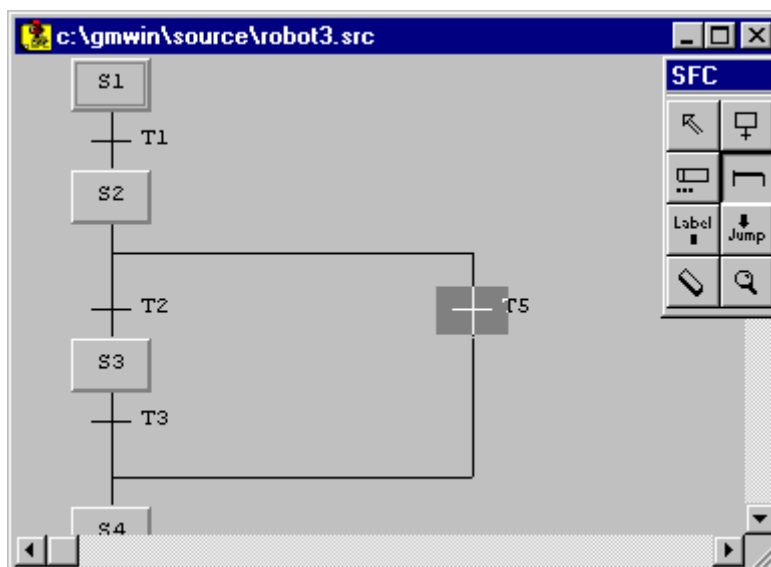 c:\gmwin\source\robot3.src
SFC
S1
T1
S2
Label
Jump
T2
T5
S3
T3
S4